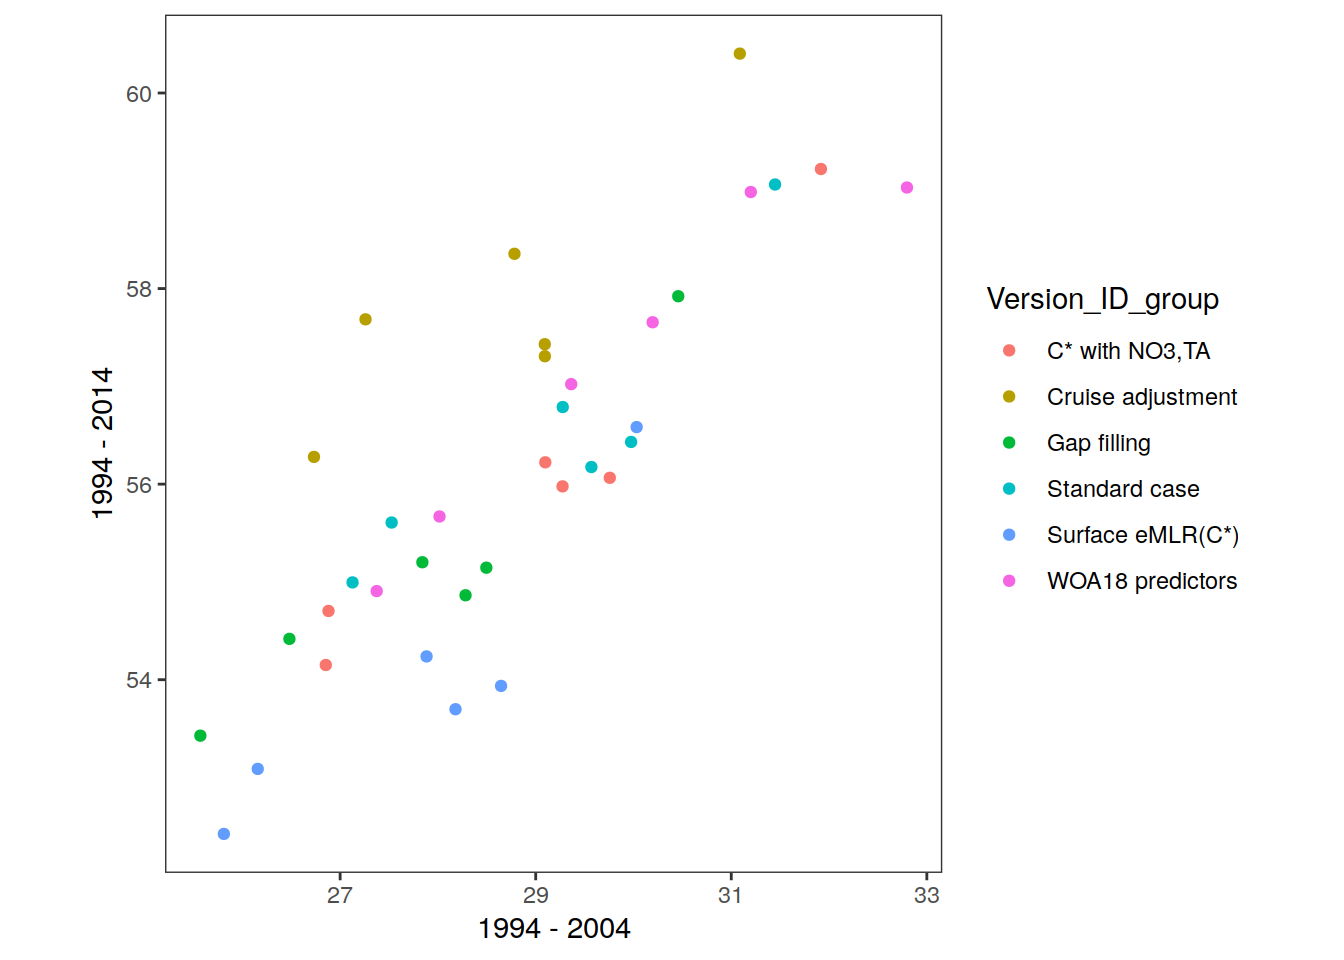 60
58
56
54
1994 - 2014
27
29
31
33
1994 - 2004
Version_ID_group
C* with NO3,TA
Cruise adjustment
Gap filling
Standard case
Surface eMLR(C*)
WOA18 predictors